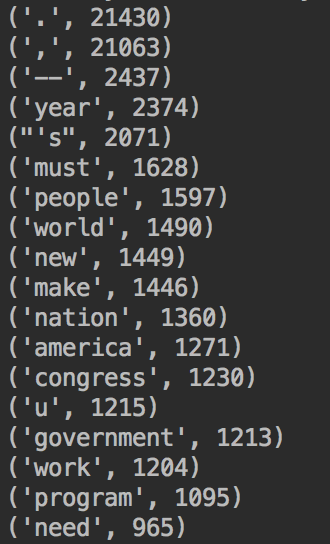 ('.', 21430)
(',', 21063)
('--', 2437)
('year', 2374)
("'s", 2071)
('must', 1628)
('people', 1597)
('world', 1490)
('new', 1449)
('make', 1446)
('nation', 1360)
('america', 1271)
('congress', 1230)
('u', 1215)
('government', 1213)
('work', 1204)
('program', 1095)
('need', 965)